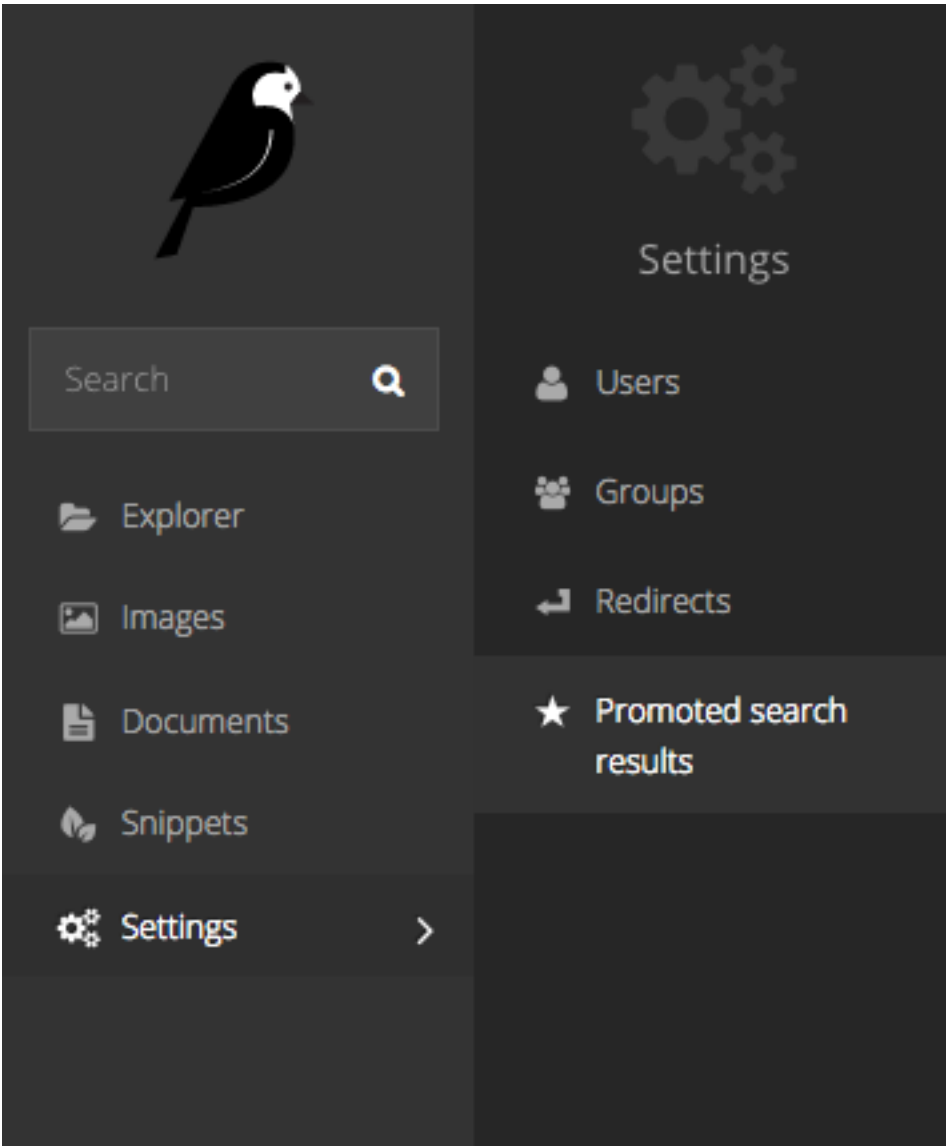 Search
Explorer
Images
Documents
Snippets
Settings
Settings
Users
Groups
Redirects
Promoted search
results